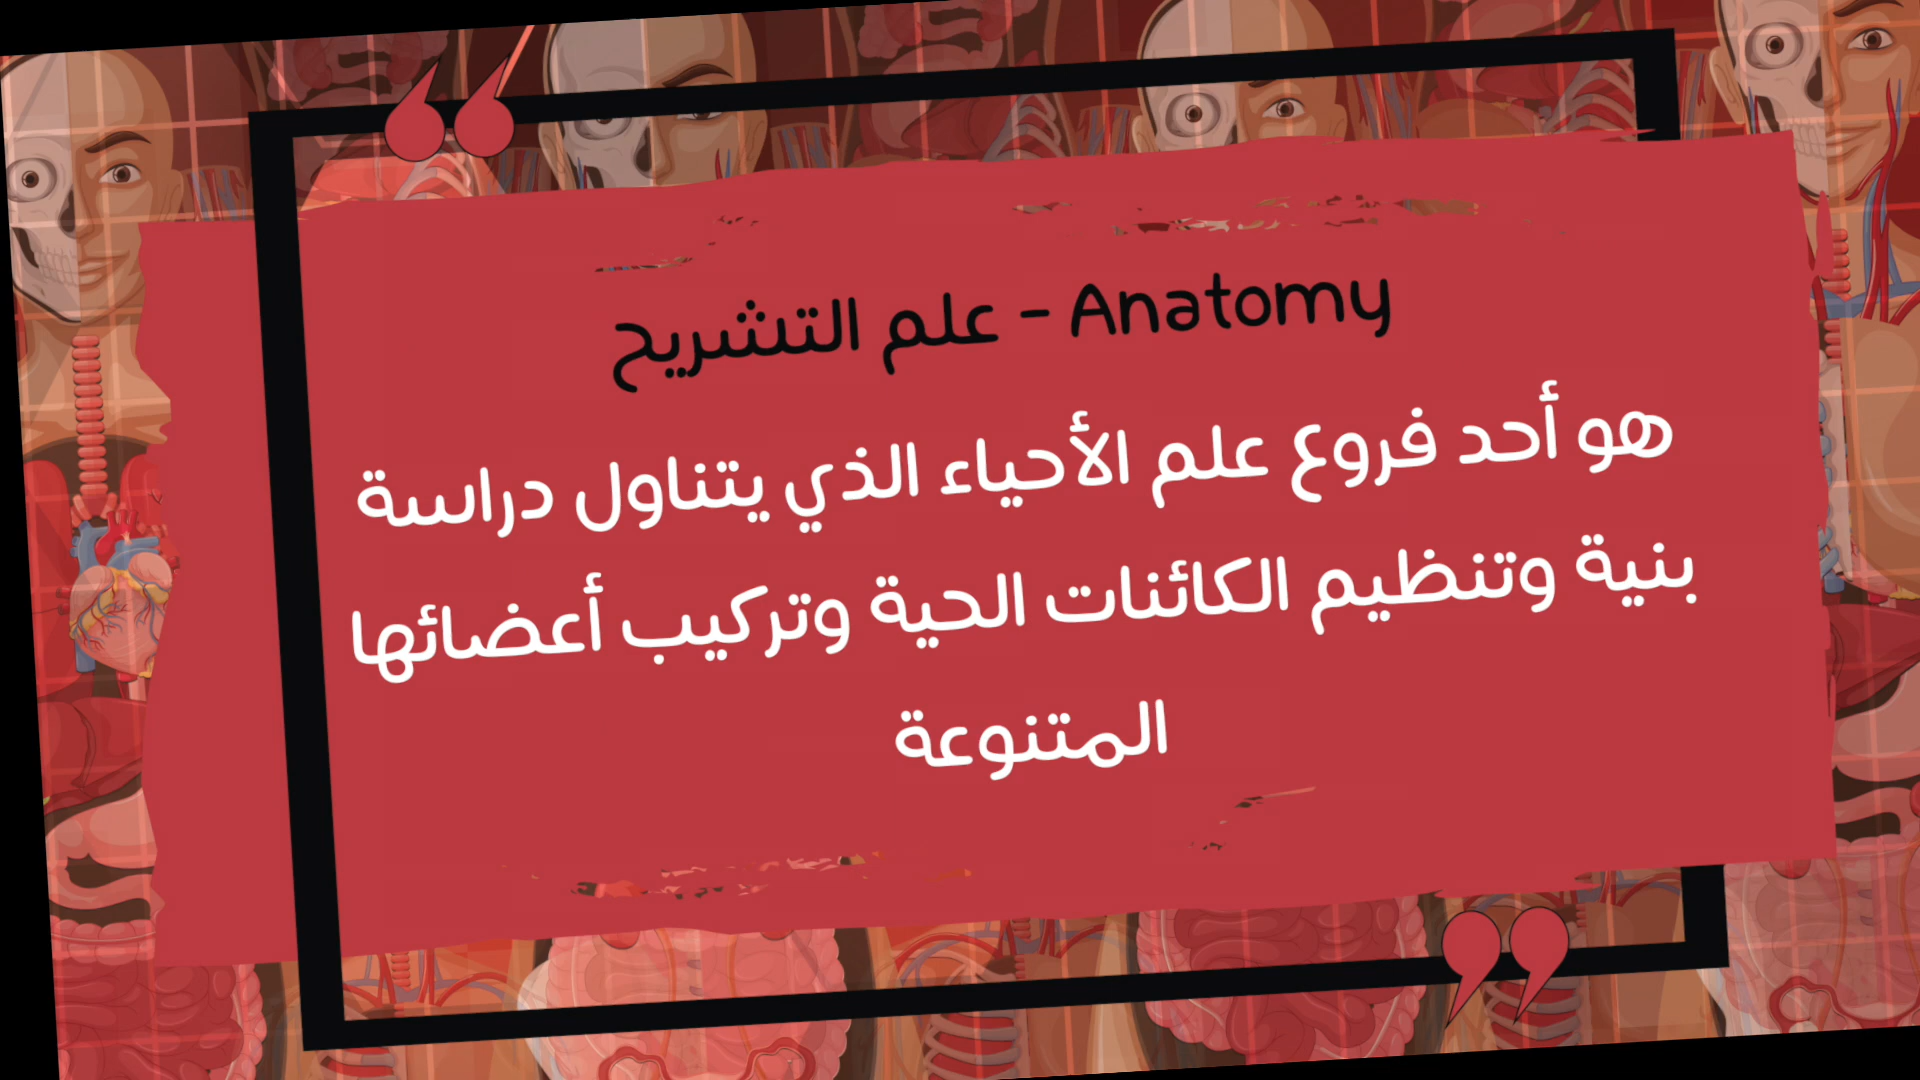 علم التشريح - Anatomy
هو أحد فروع علم الأحياء الذي يتناول دراسة
بنية وتنظيم الكائنات الحية وتركيب أعضائها
المتنوعة